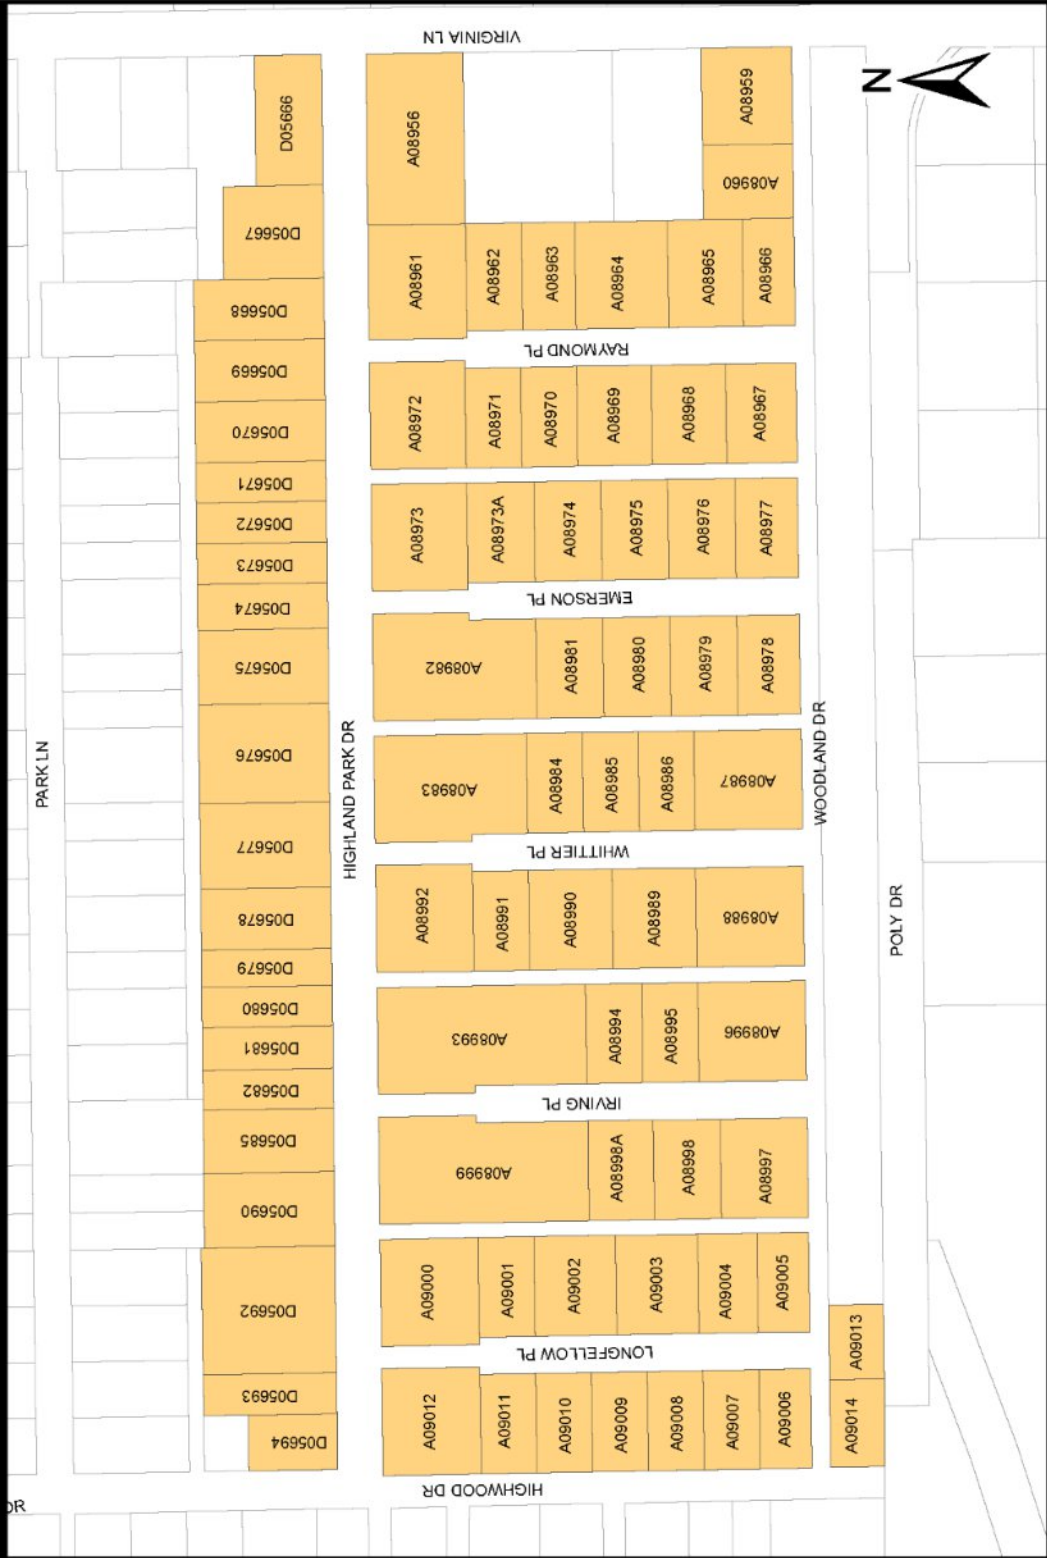 VIRGINIA LN
N
D05666
A08956
A08959
A08960
D05667
A08961
A08962
A08963
A08964
A08965
A08966
D05668
RAYMOND PL
D05669
A08972
A08971
A08970
A08969
A08968
A08967
D05670
D05671
D05672
A08973
A08973A
A08974
A08975
A08976
A08977
D05673
D05674
EMERSON PL
D05675
A08982
A08981
A08980
A08979
A08978
PARK LN
HIGHLAND PARK DR
WOODLAND DR
D05676
A08983
A08984
A08985
A08986
A08987
D05677
WHITTIER PL
D05678
A08992
A08991
A08990
A08989
A08988
POLY DR
D05679
D05680
D05681
A08993
A08994
A08995
A08996
D05682
IRVING PL
D05685
A08999
A08998A
A08998
A08997
D05690
D05692
A09000
A09001
A09002
A09003
A09004
A09005
LONGFELLOW PL
A09013
D05693
A09012
A09011
A09010
A09009
A09008
A09007
A09006
A09014
D05694
HIGHWOOD DR
DR